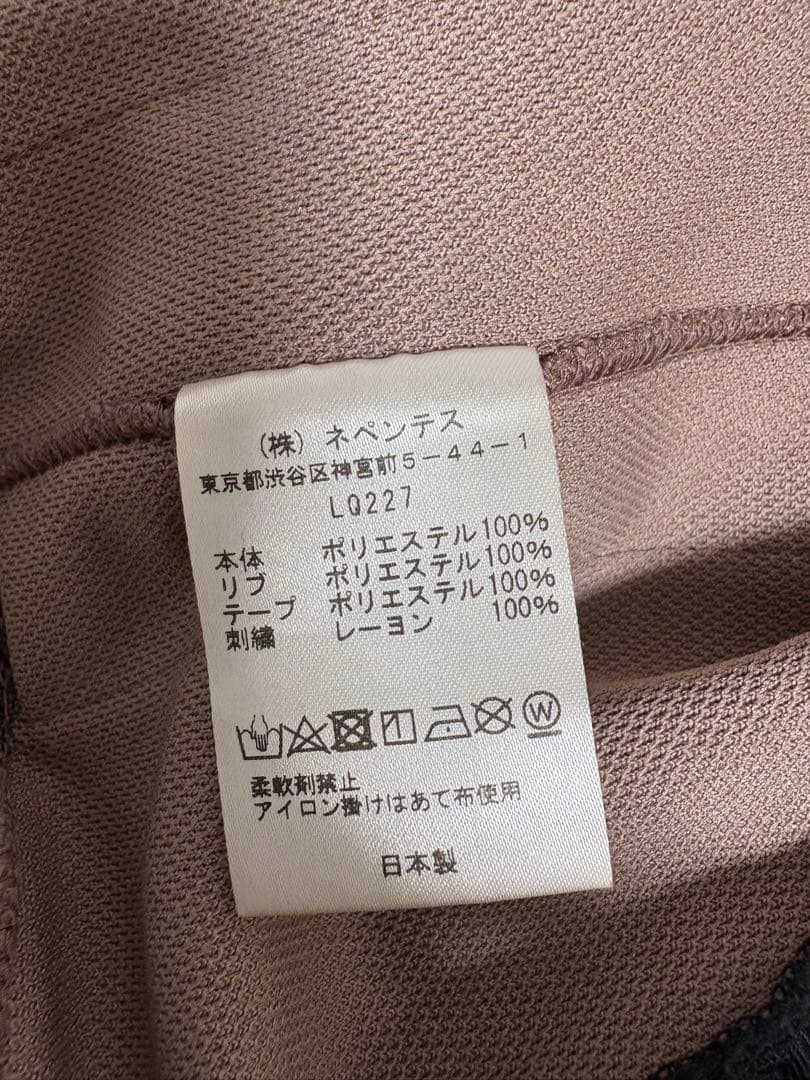 (株) ネペンテス
東京都渋谷区神宮前5-44-1
LQ227
本体 ポリエステル100%
リブ ポリエステル100%
テープ ポリエステル100%
刺繍 レーヨン 100%
W
柔軟剤禁止
アイロン掛けはあて布使用
日本製